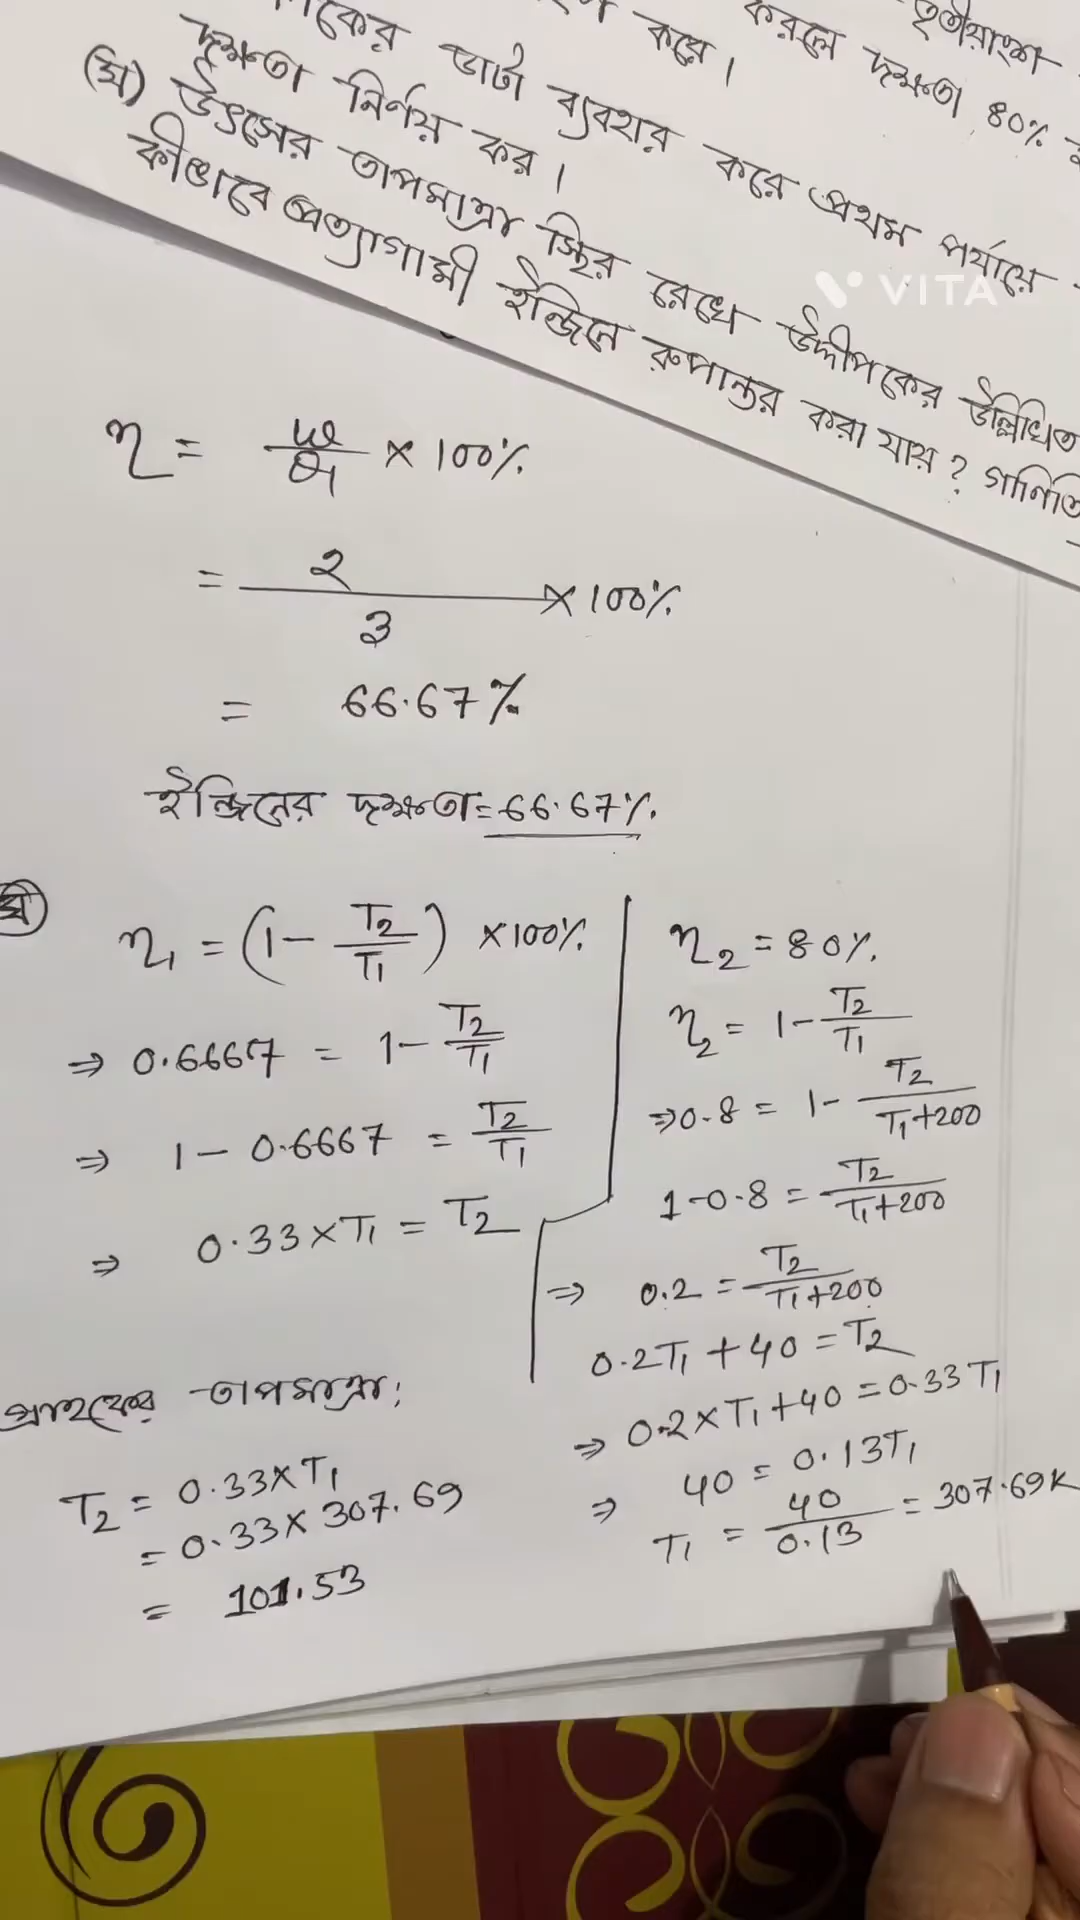 তৃতীয়াংশ
করে। করলে দক্ষতা 80%
ডাটা ব্যবহার করে প্রথম পর্যায়ে
দক্ষতা নির্ণয় কর।
(ঘ) উৎসের তাপমাত্রা স্থির রেখে উদ্দীপকের উল্লিখিত
কীভাবে প্রত্যাগামী ইন্জিনে রুপান্তর করা যায়? গাণিতি
VITA
η = W/Q₁ × 100%
= 2/3 × 100%
= 66.67%
ইন্জিনের দক্ষতা = 66.67%
ঘ
η₁ = (1 - T₂/T₁) × 100%
⇒ 0.6667 = 1 - T₂/T₁
⇒ 1 - 0.6667 = T₂/T₁
⇒ 0.33 × T₁ = T₂
η₂ = 80%
η₂ = 1 - T₂/T₁
⇒ 0.8 = 1 - T₂/T₁+200
1 - 0.8 = T₂/T₁+200
⇒ 0.2 = T₂/T₁+200
0.2T₁ + 40 = T₂
⇒ 0.2 × T₁ + 40 = 0.33 T₁
40 = 0.13T₁
⇒ T₁ = 40/0.13 = 307.69K
গ্রাহকের তাপমাত্রা:
T₂ = 0.33 × T₁
= 0.33 × 307.69
= 101.53